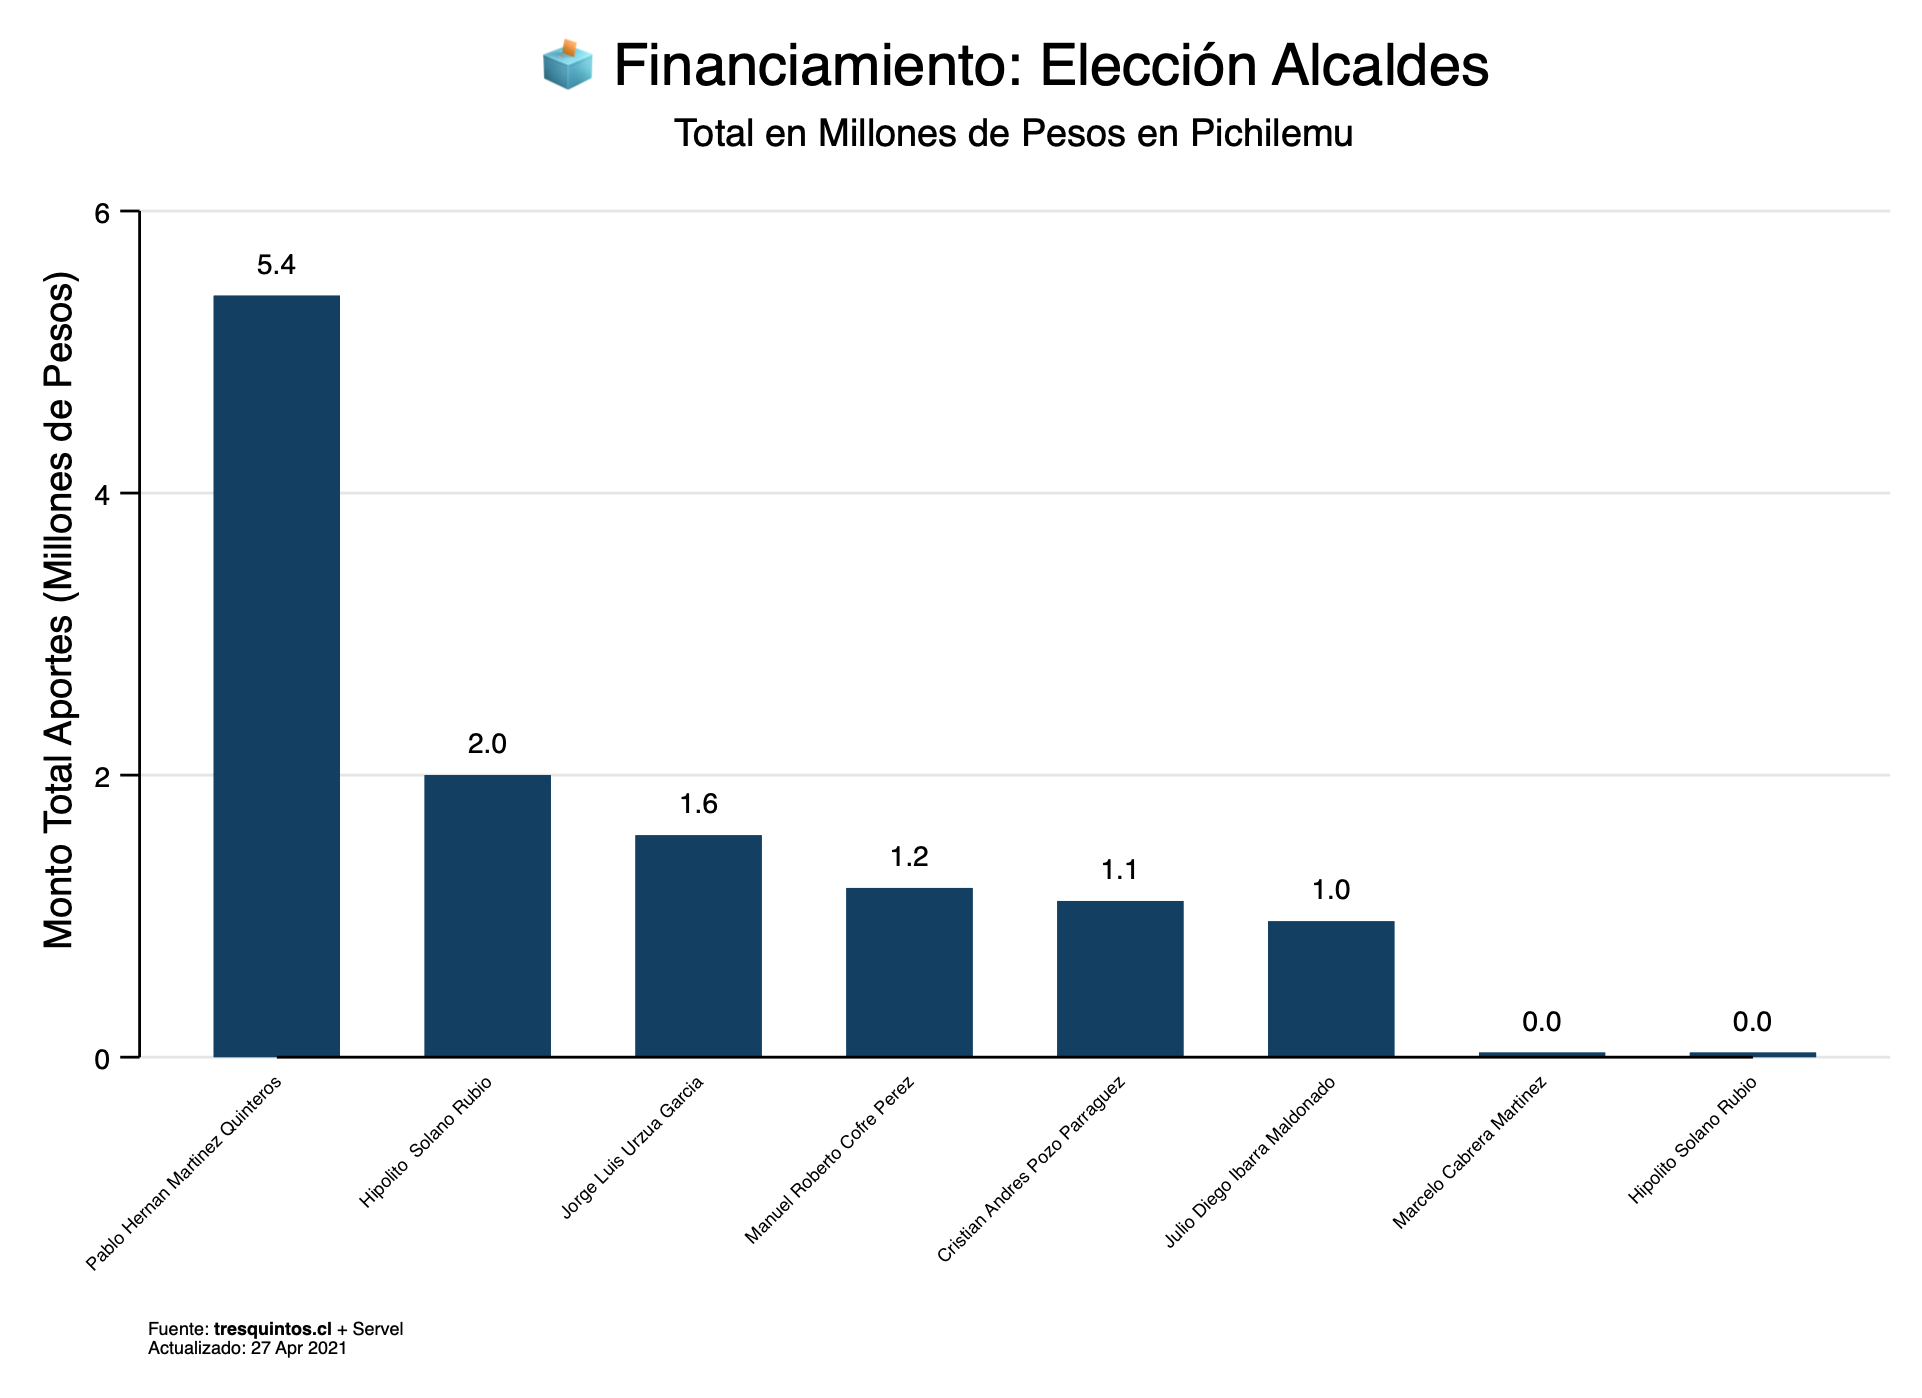 Financiamiento: Elección Alcaldes
Total en Millones de Pesos en Pichilemu
Monto Total Aportes (Millones de Pesos)
6
4
2
0
5.4
2.0
1.6
1.2
1.1
1.0
0.0
0.0
Pablo Hernan Martinez Quinteros
Hipolito  Solano Rubio
Jorge Luis Urzua Garcia
Manuel Roberto Cofre Perez
Cristian Andres Pozo Parraguez
Julio Diego Ibarra Maldonado
Marcelo Cabrera Martinez
Hipolito Solano Rubio
Fuente: tresquintos.cl + Servel
Actualizado: 27 Apr 2021